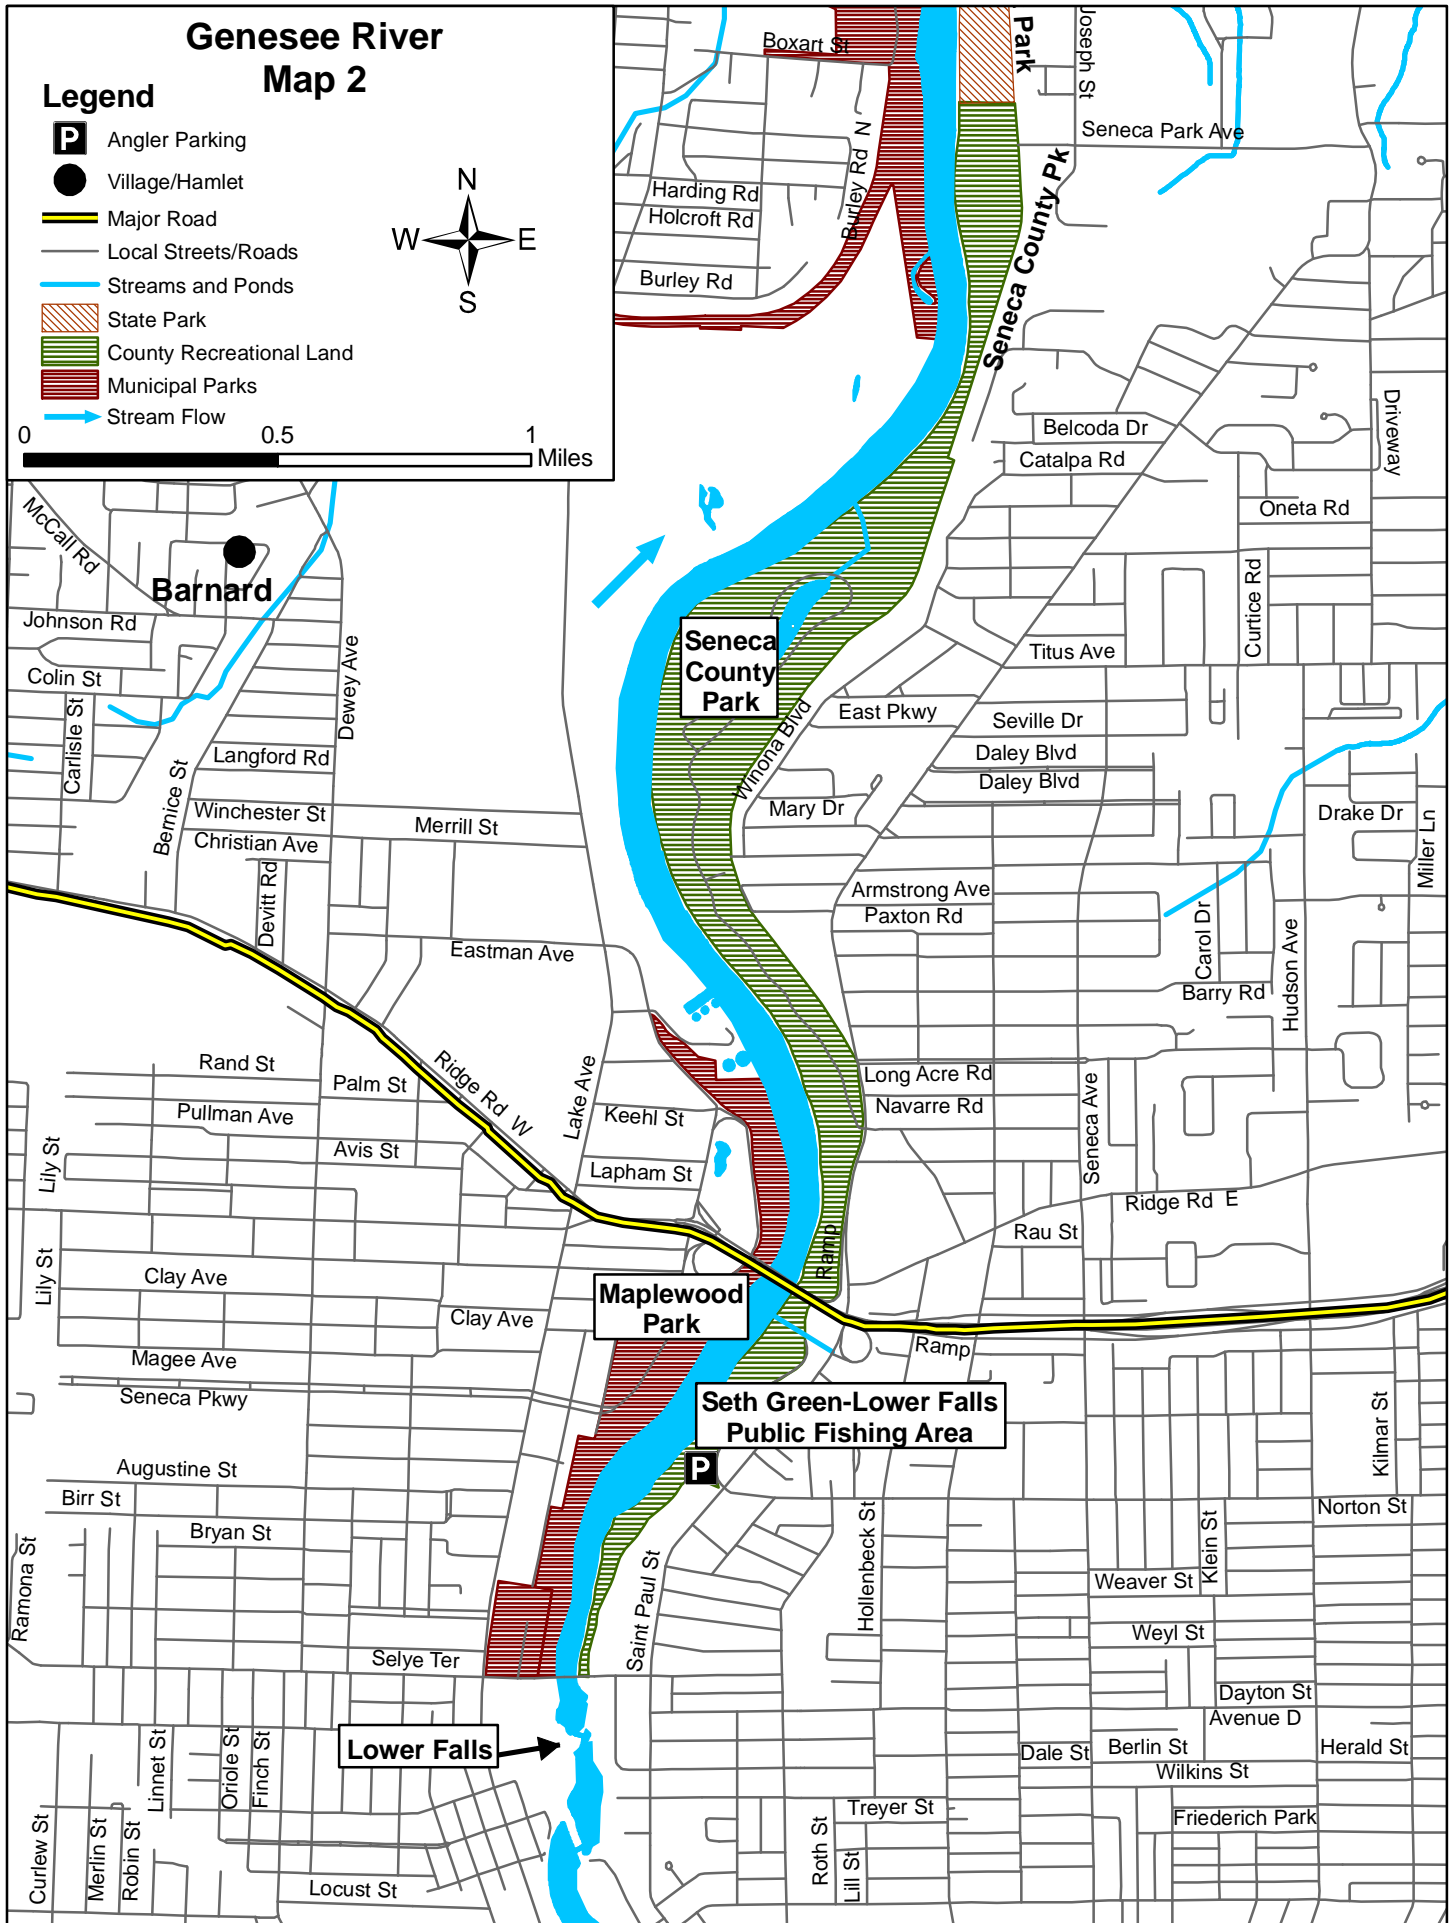 Genesee River
Map 2
Legend
P
Angler Parking
Village/Hamlet
Major Road
Local Streets/Roads
Streams and Ponds
State Park
County Recreational Land
Municipal Parks
Stream Flow
N
W
E
S
0
0.5
1
Miles
Boxart St
Park
Joseph St
Seneca Park Ave
Burley Rd N
Harding Rd
Holcroft Rd
Burley Rd
Seneca County Pk
Driveway
Belcoda Dr
Catalpa Rd
Oneta Rd
McCall Rd
Barnard
Johnson Rd
Colin St
Carlisle St
Dewey Ave
Langford Rd
Bernice St
Winchester St
Christian Ave
Merrill St
Devitt Rd
Seneca
County
Park
Curtice Rd
Titus Ave
East Pkwy
Winona Blvd
Seville Dr
Daley Blvd
Daley Blvd
Mary Dr
Drake Dr
Miller Ln
Armstrong Ave
Paxton Rd
Carol Dr
Hudson Ave
Barry Rd
Eastman Ave
Ridge Rd W
Lake Ave
Rand St
Palm St
Pullman Ave
Avis St
Lily St
Keehl St
Lapham St
Long Acre Rd
Navarre Rd
Seneca Ave
Ridge Rd E
Rau St
Ramp
Lily St
Clay Ave
Clay Ave
Maplewood
Park
Magee Ave
Seneca Pkwy
Ramp
Seth Green-Lower Falls
Public Fishing Area
P
Kilmar St
Augustine St
Birr St
Bryan St
Ramona St
Norton St
Hollenbeck St
Klein St
Weaver St
Saint Paul St
Weyl St
Selye Ter
Dayton St
Avenue D
Lower Falls
Linnet St
Oriole St
Finch St
Dale St
Berlin St
Herald St
Wilkins St
Treyer St
Friederich Park
Curlew St
Merlin St
Robin St
Roth St
Lill St
Locust St